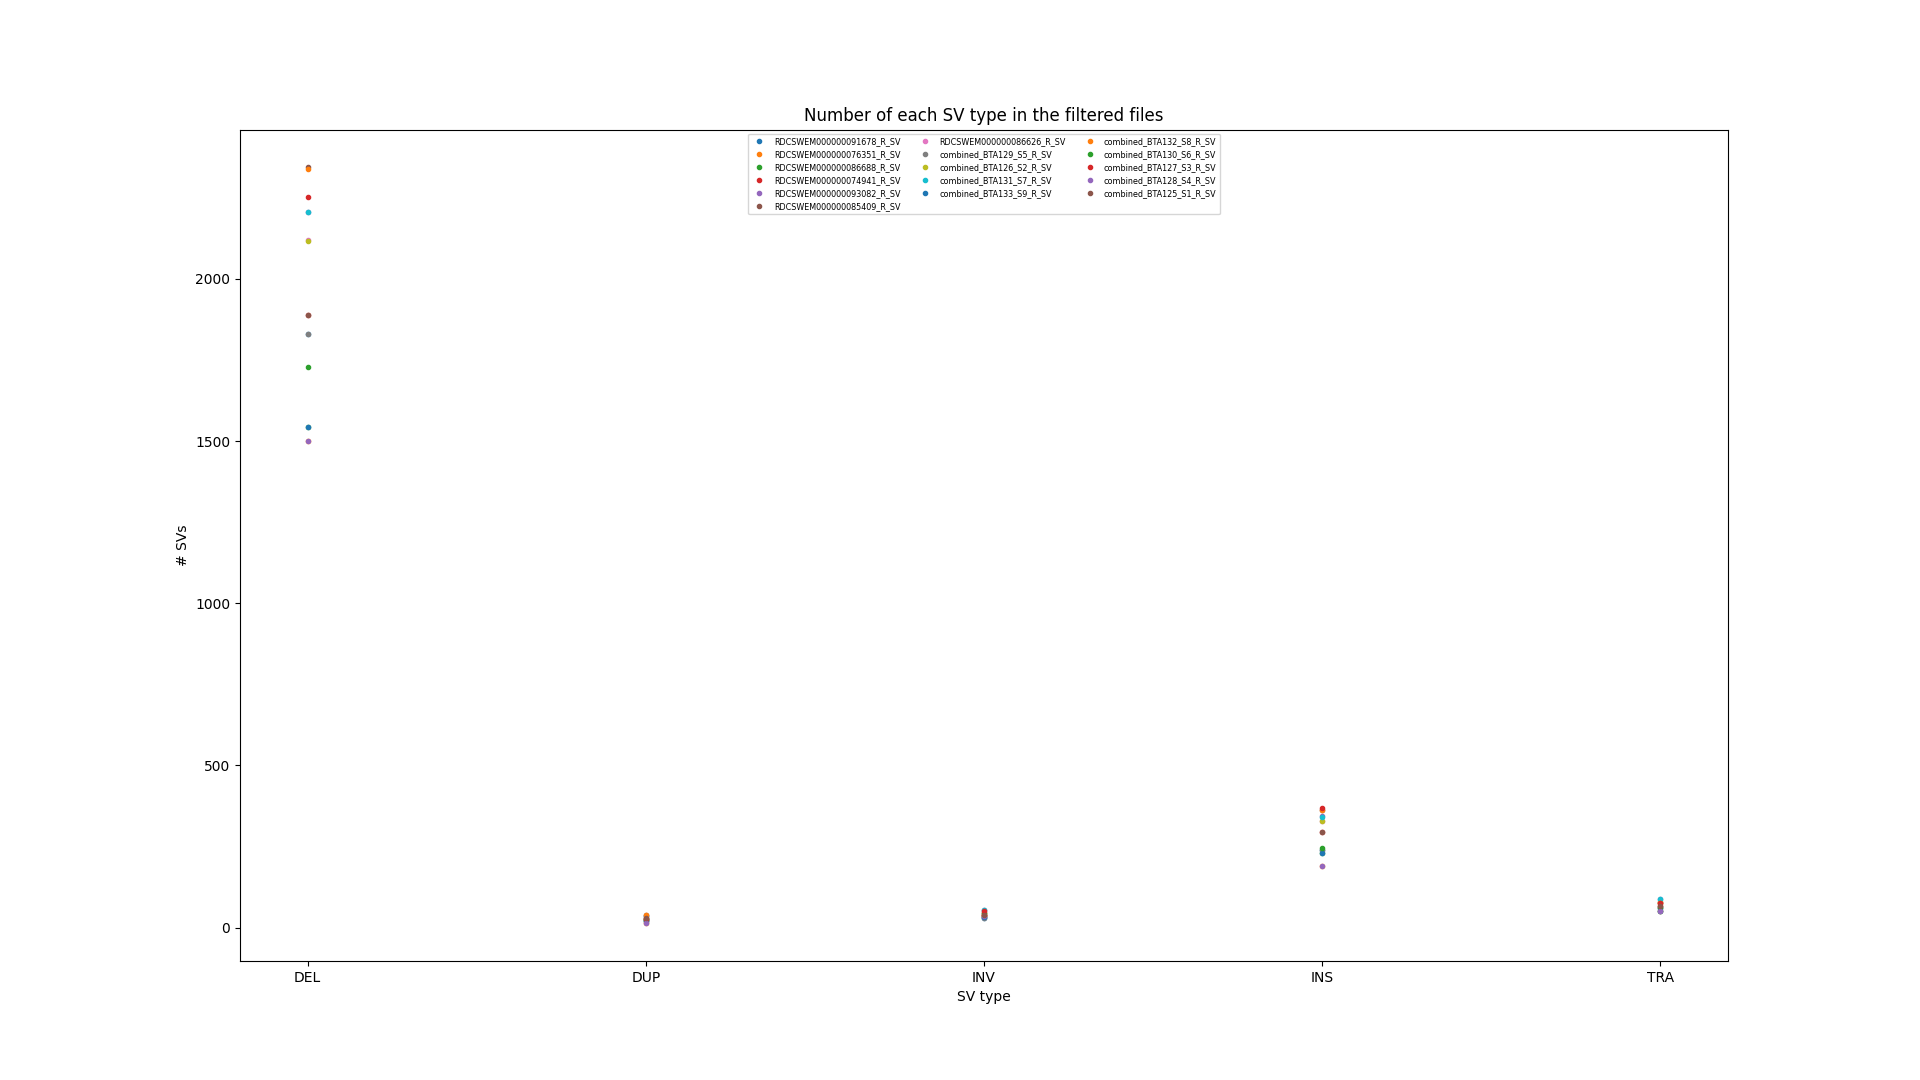 Number of each SV type in the filtered files
RDCSWEM000000091678_R_SV
RDCSWEM000000076351_R_SV
RDCSWEM000000086688_R_SV
RDCSWEM000000074941_R_SV
RDCSWEM000000093082_R_SV
RDCSWEM000000085409_R_SV
RDCSWEM000000086626_R_SV
combined_BTA129_S5_R_SV
combined_BTA126_S2_R_SV
combined_BTA131_S7_R_SV
combined_BTA133_S9_R_SV
combined_BTA132_S8_R_SV
combined_BTA130_S6_R_SV
combined_BTA127_S3_R_SV
combined_BTA128_S4_R_SV
combined_BTA125_S1_R_SV
2000
1500
1000
500
0
# SVs
DEL DUP INV INS TRA
SV type